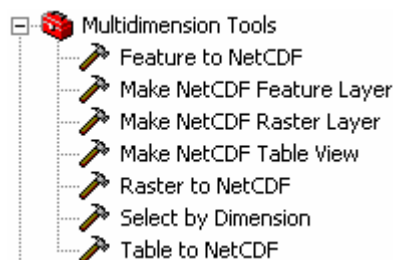 Multidimension Tools
Feature to NetCDF
Make NetCDF Feature Layer
Make NetCDF Raster Layer
Make NetCDF Table View
Raster to NetCDF
Select by Dimension
Table to NetCDF